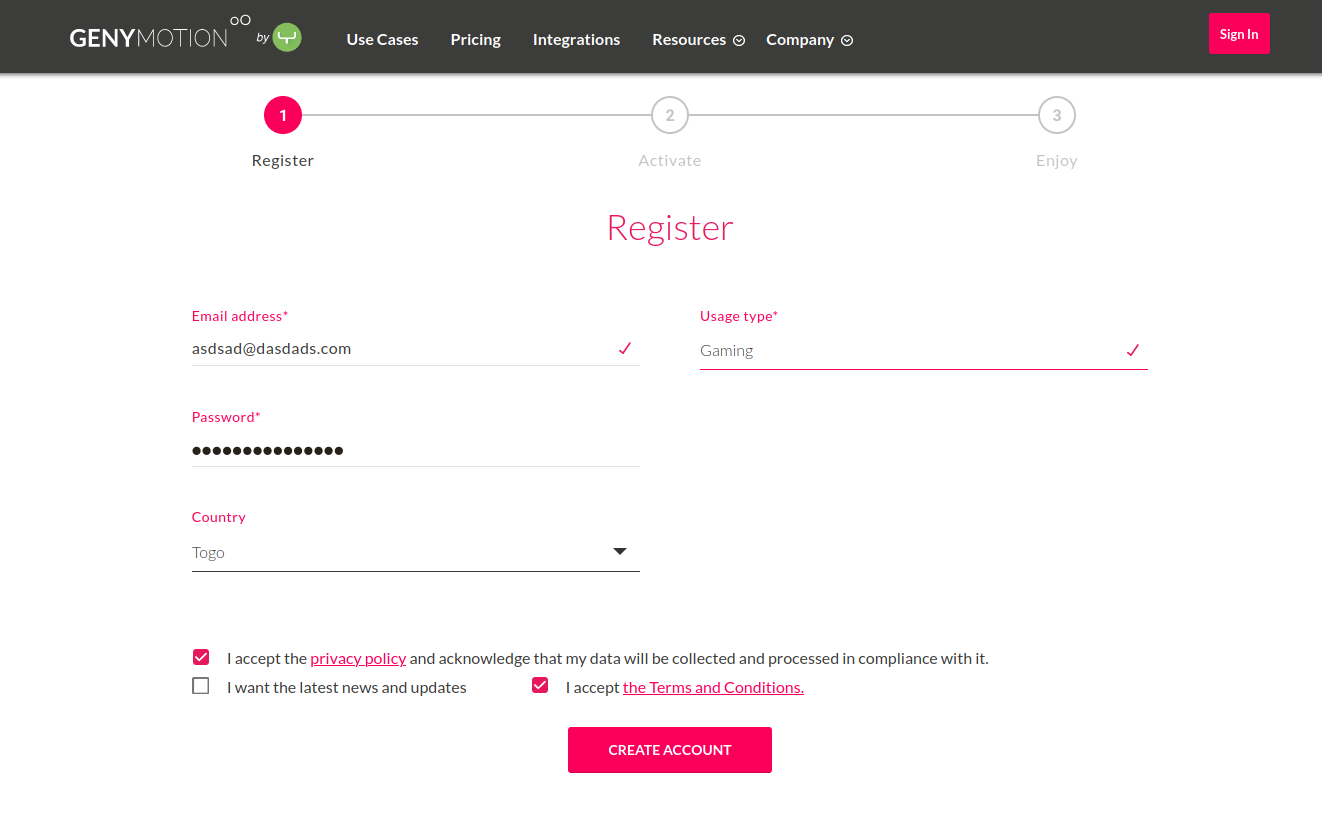 GENYMOTION by Use Cases Pricing Integrations Resources Company Sign In
1 2 3
Register Activate Enjoy
Register
Email address* Usage type*
asdsad@dasdads.com Gaming
Password*
●●●●●●●●●●●●●●●
Country
Togo
I accept the privacy policy and acknowledge that my data will be collected and processed in compliance with it.
I want the latest news and updates I accept the Terms and Conditions.
CREATE ACCOUNT